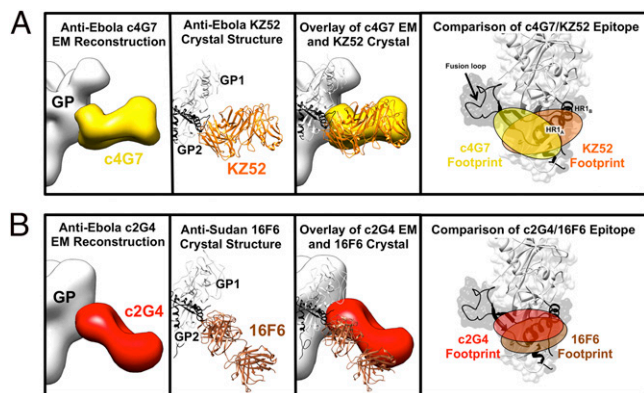 A
Anti-Ebola c4G7
EM Reconstruction
GP
c4G7
Anti-Ebola KZ52
Crystal Structure
GP1
GP2
KZ52
Overlay of c4G7 EM
and KZ52 Crystal
Comparison of c4G7/KZ52 Epitope
Fusion loop
HR1B
HR1A
c4G7
Footprint
KZ52
Footprint
B
Anti-Ebola c2G4
EM Reconstruction
GP
c2G4
Anti-Sudan 16F6
Crystal Structure
GP1
GP2
16F6
Overlay of c2G4 EM
and 16F6 Crystal
Comparison of c2G4/16F6 Epitope
c2G4
Footprint
16F6
Footprint